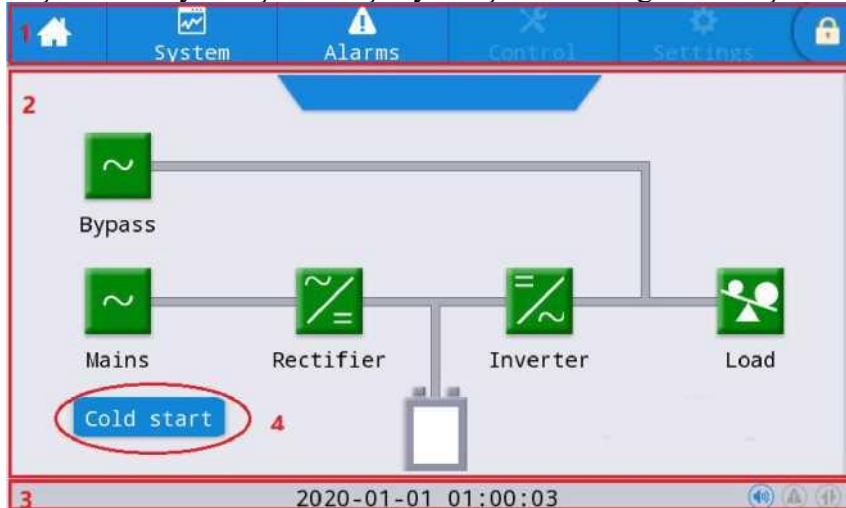 1
System Alarms Control Settings
2
Bypass
Mains Rectifier Inverter Load
Cold start 4
3 2020-01-01 01:00:03